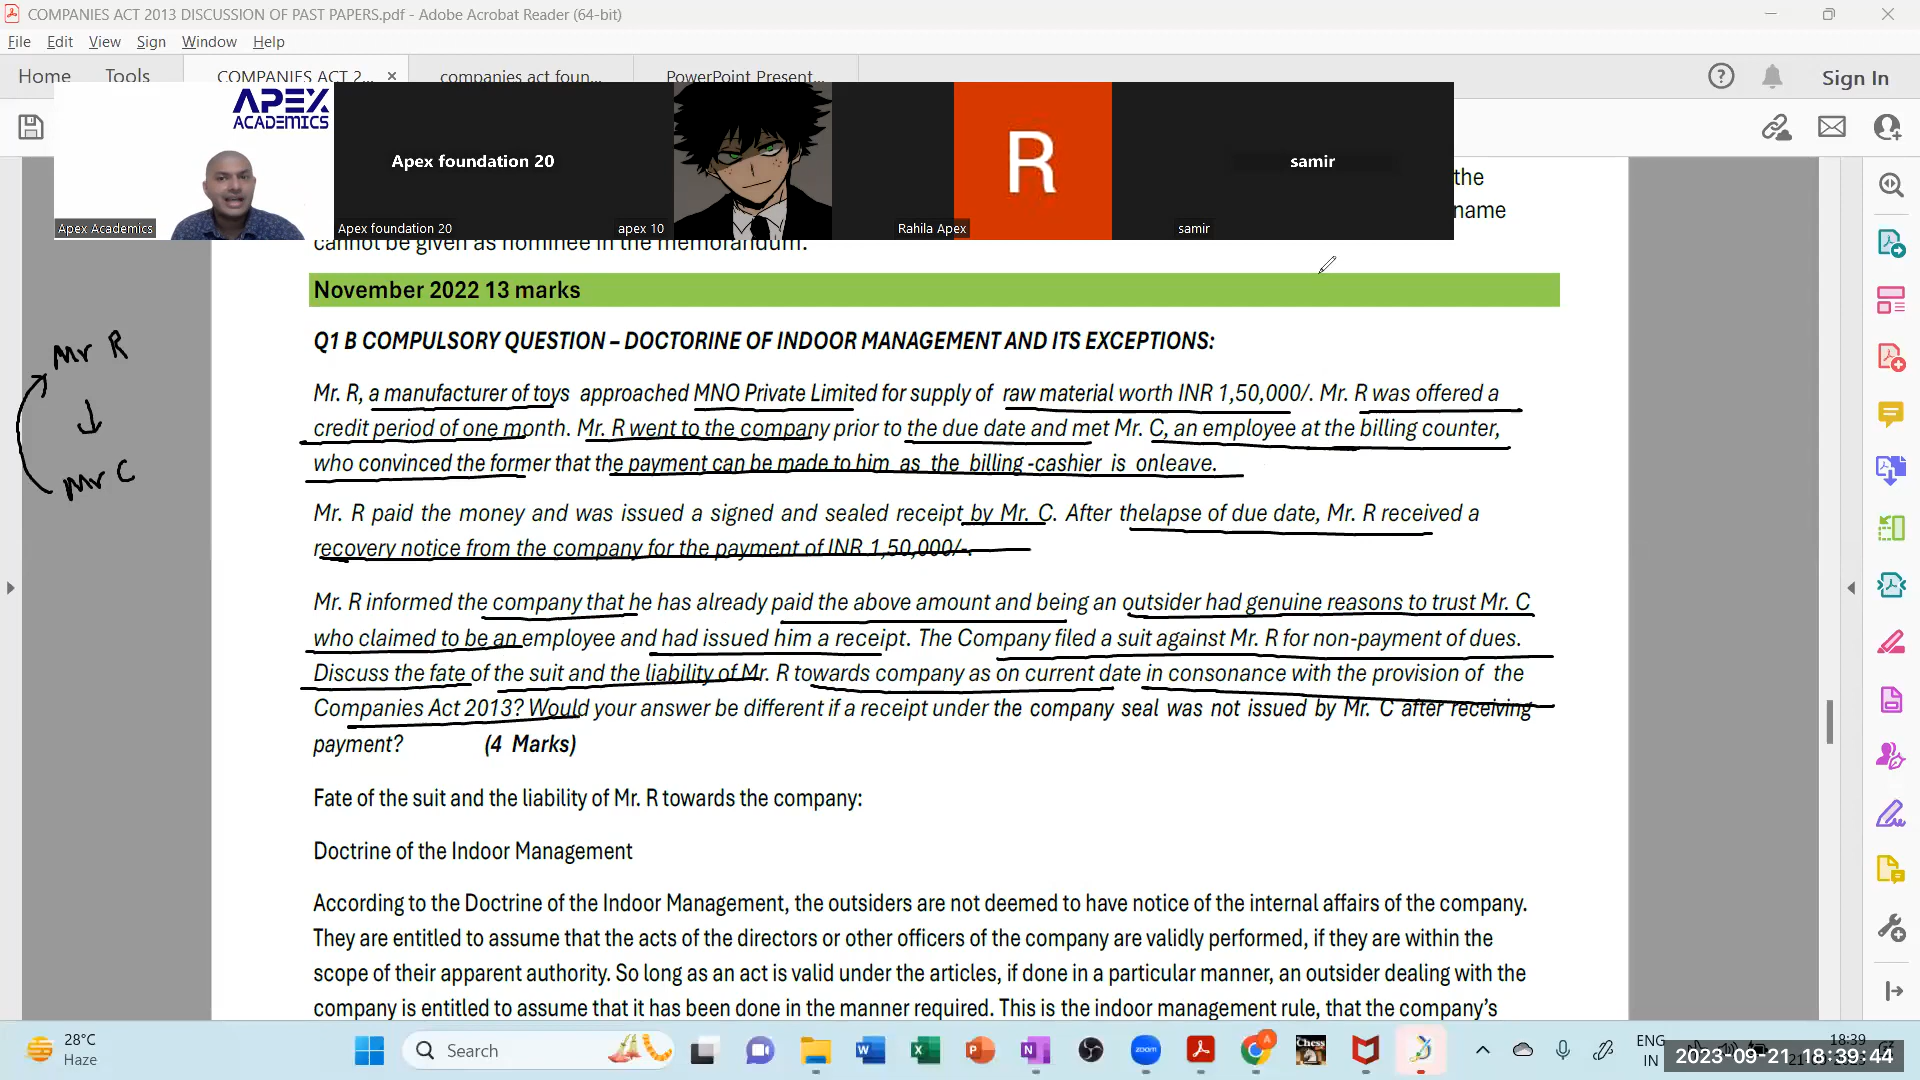 COMPANIES ACT 2013 DISCUSSION OF PAST PAPERS.pdf - Adobe Acrobat Reader (64-bit)
File Edit View Sign Window Help
Home Tools COMPANIES ACT 2... × companies act foun... PowerPoint Present... Sign In
APEX
ACADEMICS
Apex foundation 20
R
samir
Apex Academics
Apex foundation 20
apex 10
Rahila Apex
samir
the
name
cannot be given as nominee in the memorandum.
November 2022 13 marks
Q1 B COMPULSORY QUESTION – DOCTORINE OF INDOOR MANAGEMENT AND ITS EXCEPTIONS:
Mr. R, a manufacturer of toys approached MNO Private Limited for supply of raw material worth INR 1,50,000/. Mr. R was offered a
credit period of one month. Mr. R went to the company prior to the due date and met Mr. C, an employee at the billing counter,
who convinced the former that the payment can be made to him as the billing -cashier is onleave.
Mr. R paid the money and was issued a signed and sealed receipt by Mr. C. After thelapse of due date, Mr. R received a
recovery notice from the company for the payment of INR 1,50,000/-.
Mr. R informed the company that he has already paid the above amount and being an outsider had genuine reasons to trust Mr. C
who claimed to be an employee and had issued him a receipt. The Company filed a suit against Mr. R for non-payment of dues.
Discuss the fate of the suit and the liability of Mr. R towards company as on current date in consonance with the provision of the
Companies Act 2013? Would your answer be different if a receipt under the company seal was not issued by Mr. C after receiving
payment? (4 Marks)
Fate of the suit and the liability of Mr. R towards the company:
Doctrine of the Indoor Management
According to the Doctrine of the Indoor Management, the outsiders are not deemed to have notice of the internal affairs of the company.
They are entitled to assume that the acts of the directors or other officers of the company are validly performed, if they are within the
scope of their apparent authority. So long as an act is valid under the articles, if done in a particular manner, an outsider dealing with the
company is entitled to assume that it has been done in the manner required. This is the indoor management rule, that the company's
Mr R
Mr C
28°C
Haze
Search
zoom
Chess
ENG
IN
18:39
2023-09-21 18:39:44